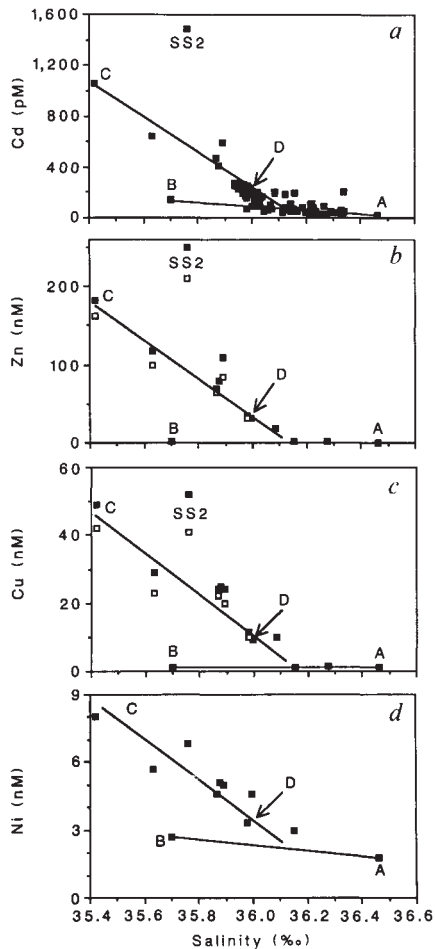 a
1,600
1,200
800
400
0
Cd (pM)
SS2
C
D
B
A
b
200
100
0
Zn (nM)
SS2
C
D
B
A
c
60
40
20
0
Cu (nM)
C
SS2
D
B
A
d
9
6
3
0
Ni (nM)
C
D
B
A
35.4 35.6 35.8 36.0 36.2 36.4 36.6
Salinity (‰)